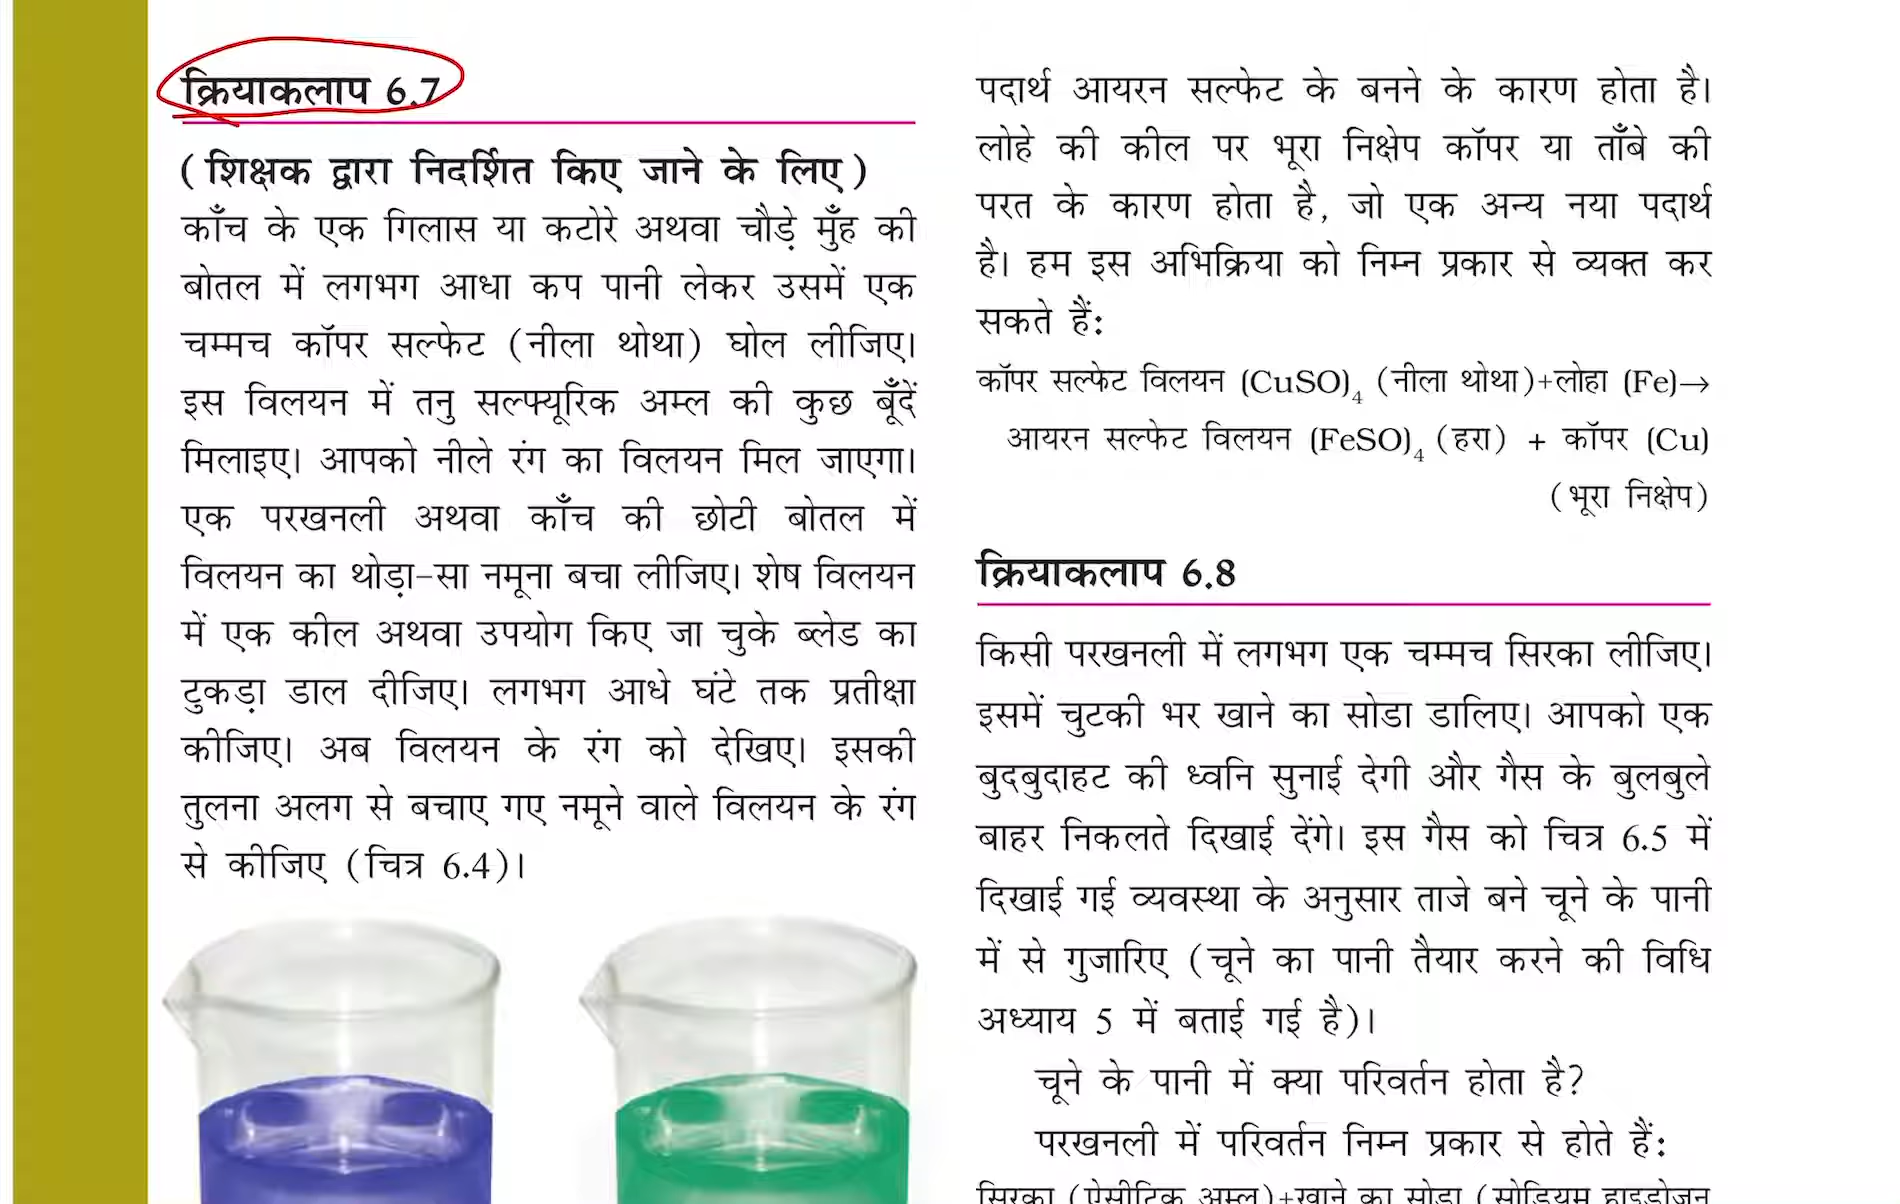 क्रियाकलाप 6.7
(शिक्षक द्वारा निदर्शित किए जाने के लिए)
काँच के एक गिलास या कटोरे अथवा चौड़े मुँह की
बोतल में लगभग आधा कप पानी लेकर उसमें एक
चम्मच कॉपर सल्फेट (नीला थोथा) घोल लीजिए।
इस विलयन में तनु सल्फ्यूरिक अम्ल की कुछ बूँदें
मिलाइए। आपको नीले रंग का विलयन मिल जाएगा।
एक परखनली अथवा काँच की छोटी बोतल में
विलयन का थोड़ा-सा नमूना बचा लीजिए। शेष विलयन
में एक कील अथवा उपयोग किए जा चुके ब्लेड का
टुकड़ा डाल दीजिए। लगभग आधे घंटे तक प्रतीक्षा
कीजिए। अब विलयन के रंग को देखिए। इसकी
तुलना अलग से बचाए गए नमूने वाले विलयन के रंग
से कीजिए (चित्र 6.4)।
पदार्थ आयरन सल्फेट के बनने के कारण होता है।
लोहे की कील पर भूरा निक्षेप कॉपर या ताँबे की
परत के कारण होता है, जो एक अन्य नया पदार्थ
है। हम इस अभिक्रिया को निम्न प्रकार से व्यक्त कर
सकते हैं:
कॉपर सल्फेट विलयन (CuSO)₄ (नीला थोथा)+लोहा (Fe)→
आयरन सल्फेट विलयन (FeSO)₄ (हरा) + कॉपर (Cu)
(भूरा निक्षेप)
क्रियाकलाप 6.8
किसी परखनली में लगभग एक चम्मच सिरका लीजिए।
इसमें चुटकी भर खाने का सोडा डालिए। आपको एक
बुदबुदाहट की ध्वनि सुनाई देगी और गैस के बुलबुले
बाहर निकलते दिखाई देंगे। इस गैस को चित्र 6.5 में
दिखाई गई व्यवस्था के अनुसार ताजे बने चूने के पानी
में से गुजारिए (चूने का पानी तैयार करने की विधि
अध्याय 5 में बताई गई है)।
चूने के पानी में क्या परिवर्तन होता है?
परखनली में परिवर्तन निम्न प्रकार से होते हैं:
सिरका (ऐसीटिक अम्ल)+खाने का सोडा (सोडियम हाइड्रोजन